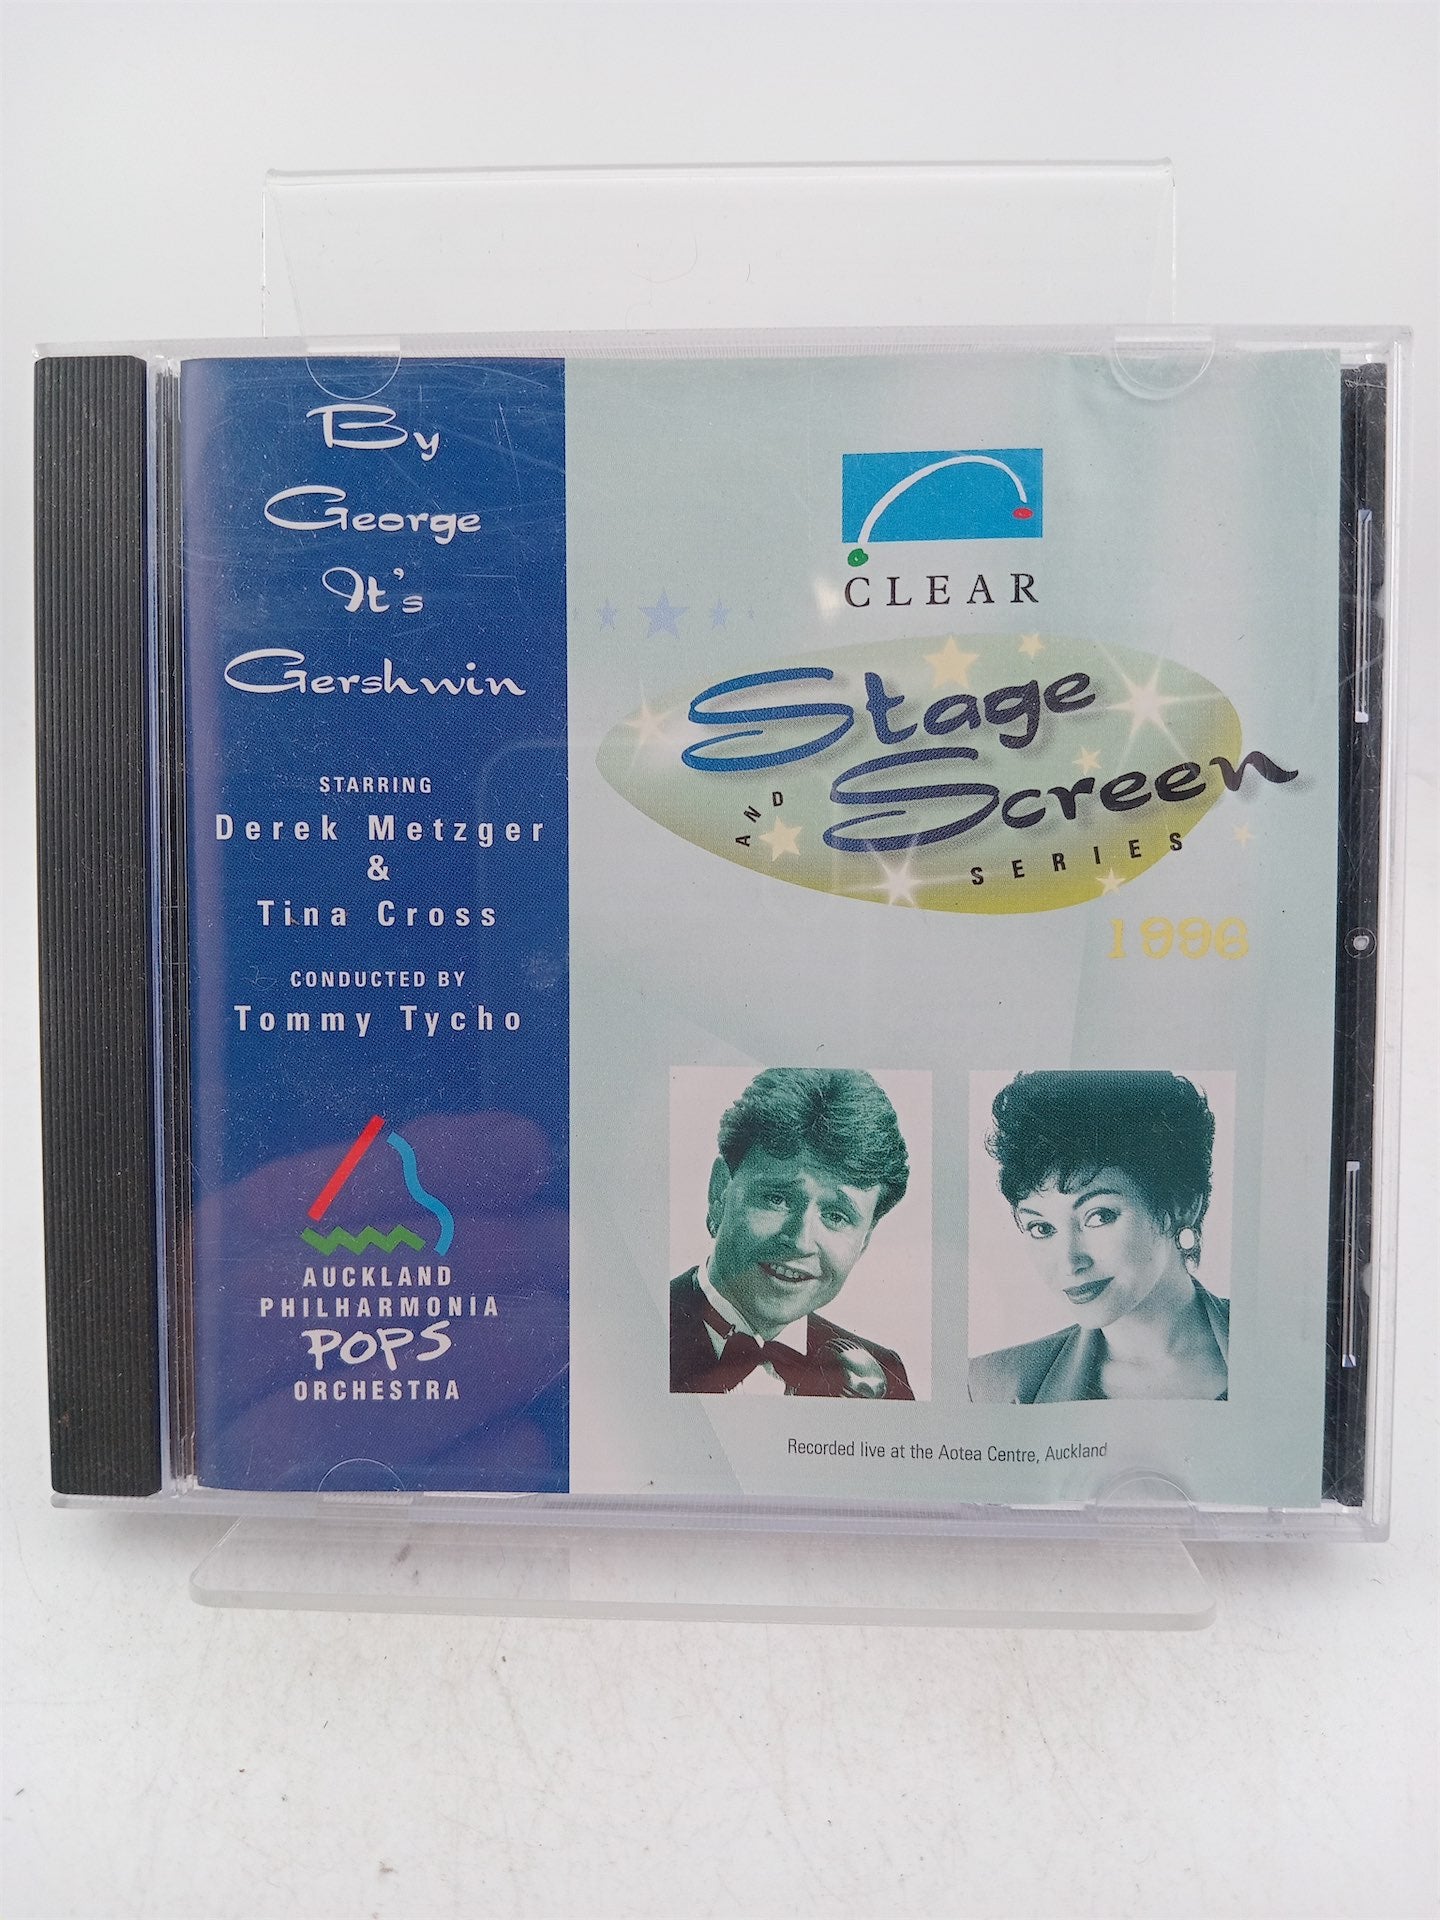 By
George
It's
Gershwin
STARRING
Derek Metzger
&
Tina Cross
CONDUCTED BY
Tommy Tycho
AUCKLAND
PHILHARMONIA
POPS
ORCHESTRA
CLEAR
Stage
AND Screen
SERIES
1996
Recorded live at the Aotea Centre, Auckland